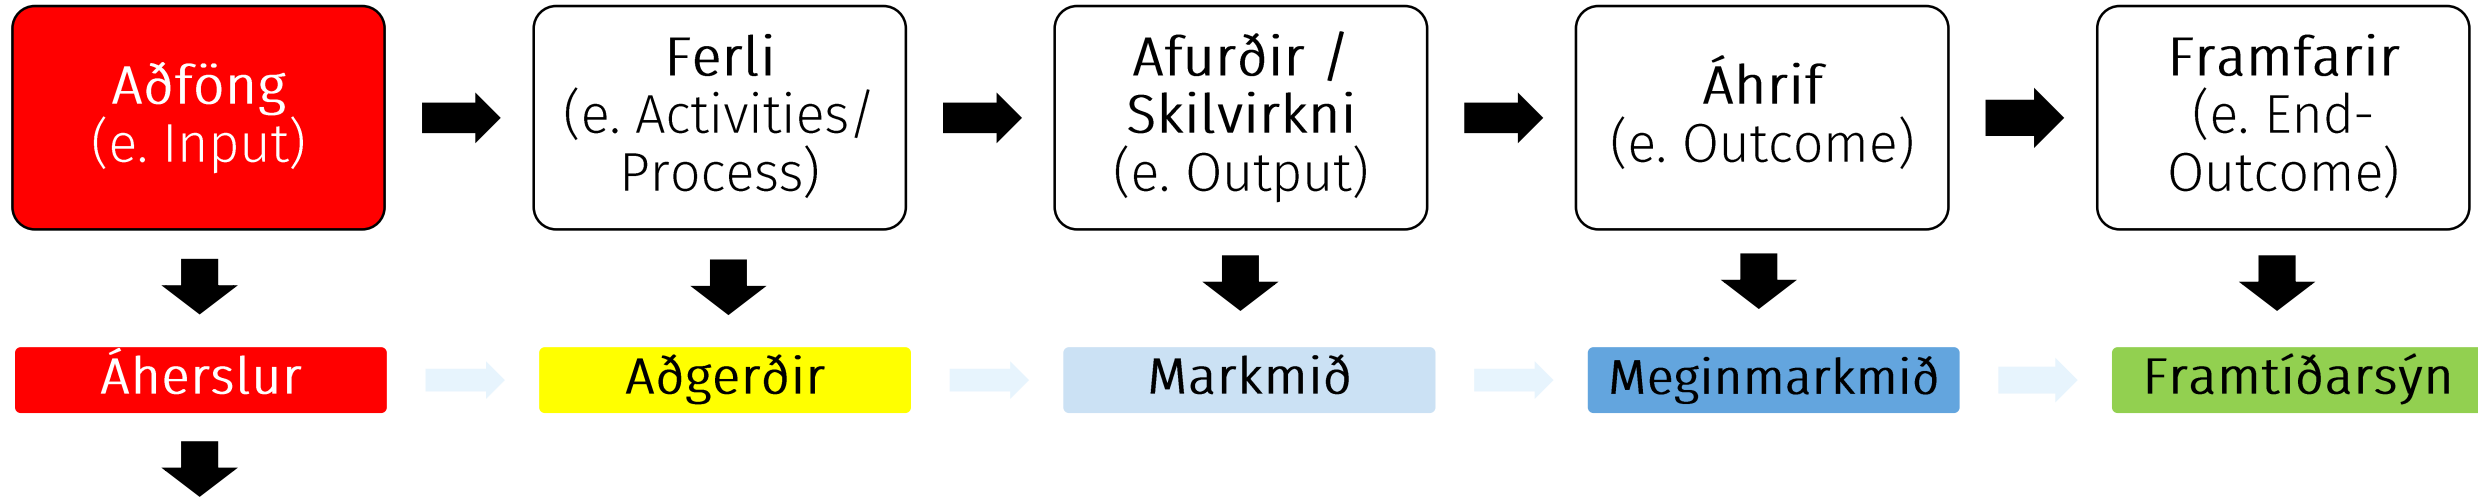 Aðföng
(e. Input)
Ferli
(e. Activities/
Process)
Afurðir /
Skilvirkni
(e. Output)
Áhrif
(e. Outcome)
Framfarir
(e. End-
Outcome)
Áherslur
Aðgerðir
Markmið
Meginmarkmið
Framtíðarsýn